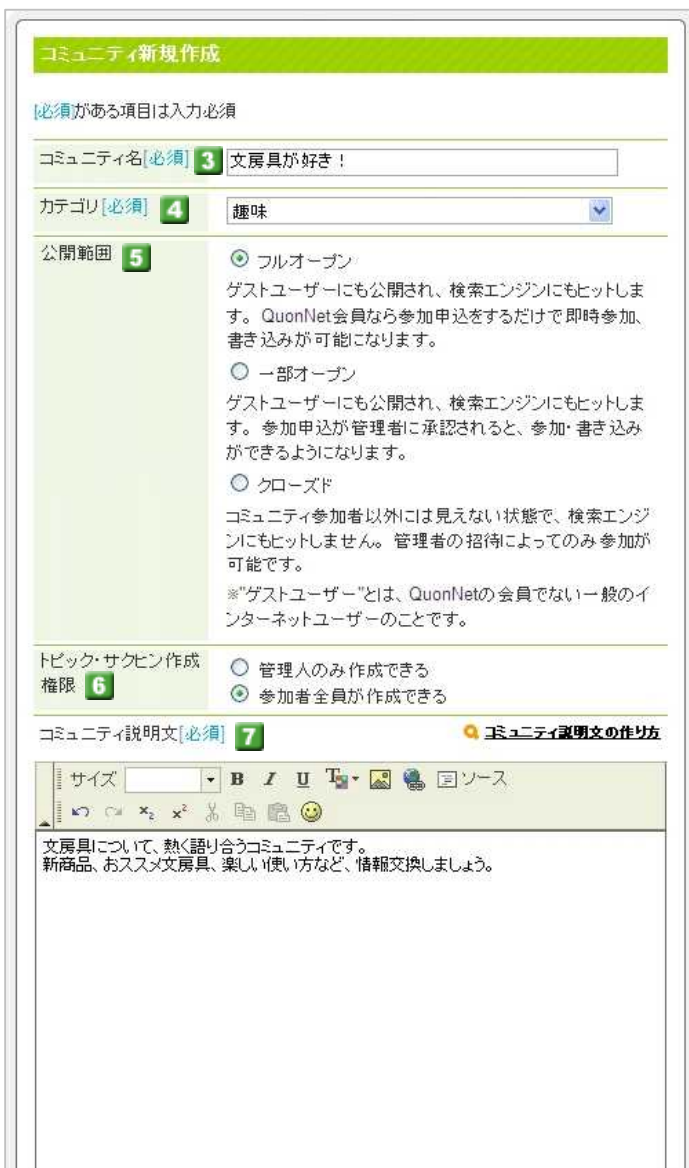 コミュニティ新規作成
[必須]がある項目は入力必須
コミュニティ名[必須] 3 文房具が好き！
カテゴリ[必須] 4 趣味
公開範囲 5
フルオープン
ゲストユーザーにも公開され、検索エンジンにもヒットしま
す。QuonNet会員なら参加申込をするだけで即時参加、
書き込みが可能になります。
一部オープン
ゲストユーザーにも公開され、検索エンジンにもヒットしま
す。参加申込が管理者に承認されると、参加・書き込み
ができるようになります。
クローズド
コミュニティ参加者以外には見えない状態で、検索エンジ
ンにもヒットしません。管理者の招待によってのみ参加が
可能です。
※"ゲストユーザー"とは、QuonNetの会員でない一般のイ
ンターネットユーザーのことです。
トピック・サクヒン作成
権限 6
管理人のみ作成できる
参加者全員が作成できる
コミュニティ説明文[必須] 7 コミュニティ説明文の作り方
サイズ B I U T ソース
x₂ x²
文房具について、熱く語り合うコミュニティです。
新商品、おススメ文房具、楽しい使い方など、情報交換しましょう。